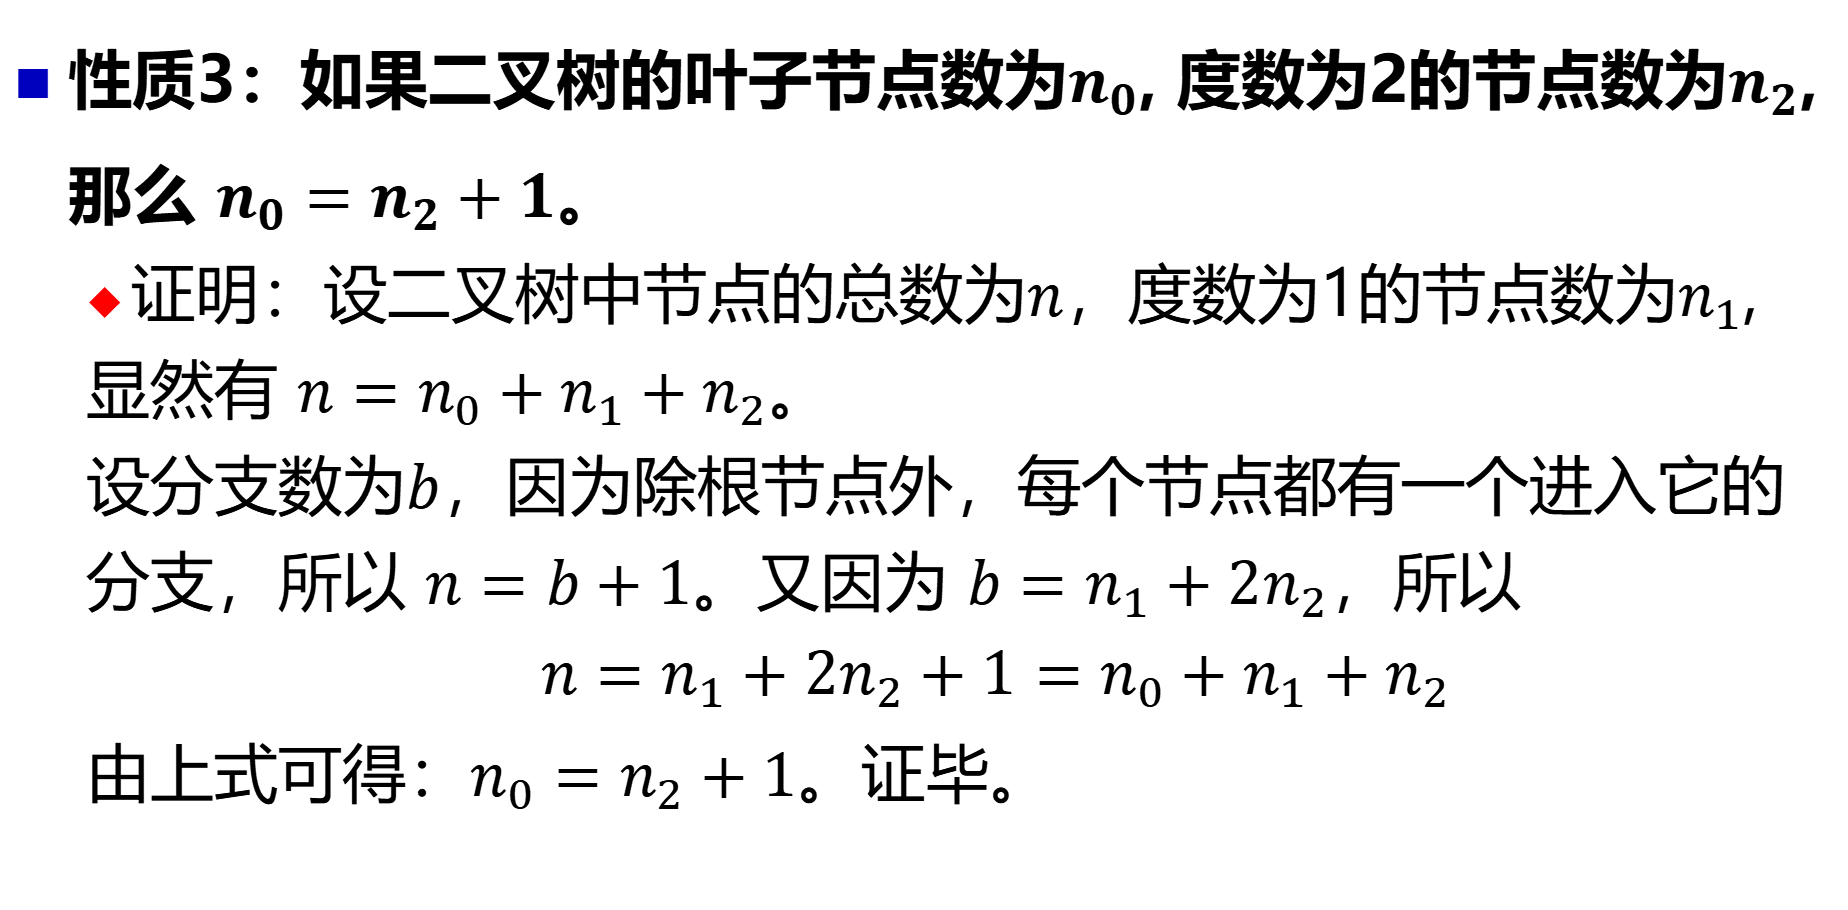 性质3：如果二叉树的叶子节点数为n₀, 度数为2的节点数为n₂,
那么 n₀ = n₂ + 1。
证明：设二叉树中节点的总数为n，度数为1的节点数为n₁,
显然有 n = n₀ + n₁ + n₂。
设分支数为b，因为除根节点外，每个节点都有一个进入它的
分支，所以 n = b + 1。又因为 b = n₁ + 2n₂，所以
n = n₁ + 2n₂ + 1 = n₀ + n₁ + n₂
由上式可得：n₀ = n₂ + 1。证毕。